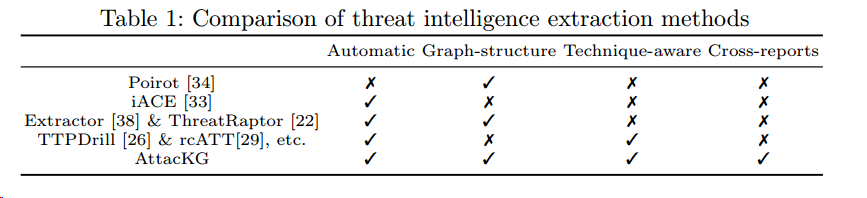 Table 1: Comparison of threat intelligence extraction methods
Automatic Graph-structure Technique-aware Cross-reports
Poirot [34] ✗ ✓ ✗ ✗
iACE [33] ✓ ✗ ✗ ✗
Extractor [38] & ThreatRaptor [22] ✓ ✓ ✗ ✗
TTPDrill [26] & rcATT[29], etc. ✓ ✗ ✓ ✗
AttacKG ✓ ✓ ✓ ✓